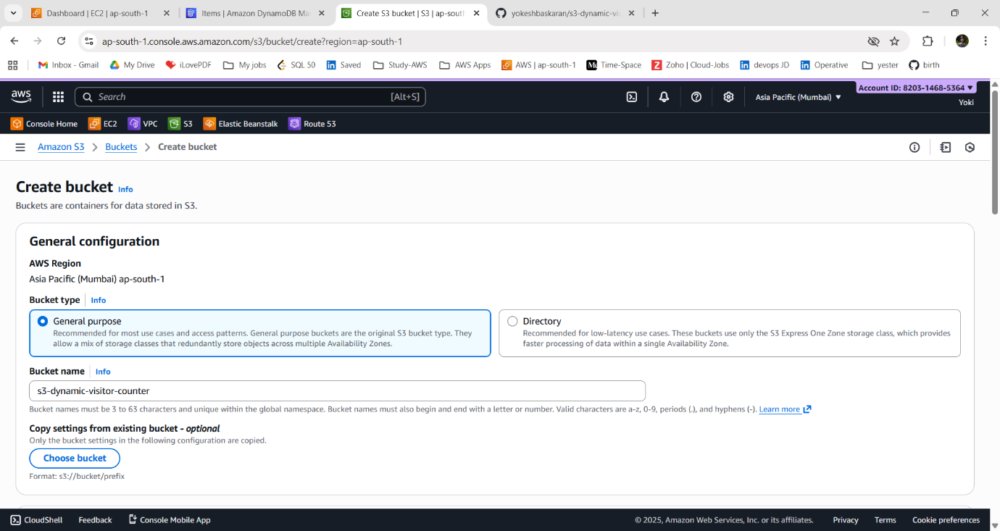 Dashboard | EC2 | ap-south-1
Items | Amazon DynamoDB Ma
Create S3 bucket | S3 | ap-sout
yokeshbaskaran/s3-dynamic-vis
ap-south-1.console.aws.amazon.com/s3/bucket/create?region=ap-south-1
Inbox - Gmail
My Drive
iLovePDF
My jobs
SQL 50
Saved
Study-AWS
AWS Apps
AWS | ap-south-1
Time-Space
Zoho | Cloud-Jobs
devops JD
Operative
yester
birth
aws
Search
[Alt+S]
Asia Pacific (Mumbai)
Account ID: 8203-1468-5364
Yoki
Console Home
EC2
VPC
S3
Elastic Beanstalk
Route 53
Amazon S3
Buckets
Create bucket
Create bucket Info
Buckets are containers for data stored in S3.
General configuration
AWS Region
Asia Pacific (Mumbai) ap-south-1
Bucket type Info
General purpose
Recommended for most use cases and access patterns. General purpose buckets are the original S3 bucket type. They
allow a mix of storage classes that redundantly store objects across multiple Availability Zones.
Directory
Recommended for low-latency use cases. These buckets use only the S3 Express One Zone storage class, which provides
faster processing of data within a single Availability Zone.
Bucket name Info
s3-dynamic-visitor-counter
Bucket names must be 3 to 63 characters and unique within the global namespace. Bucket names must also begin and end with a letter or number. Valid characters are a-z, 0-9, periods (.), and hyphens (-). Learn more
Copy settings from existing bucket - optional
Only the bucket settings in the following configuration are copied.
Choose bucket
Format: s3://bucket/prefix
CloudShell
Feedback
Console Mobile App
© 2025, Amazon Web Services, Inc. or its affiliates.
Privacy
Terms
Cookie preferences